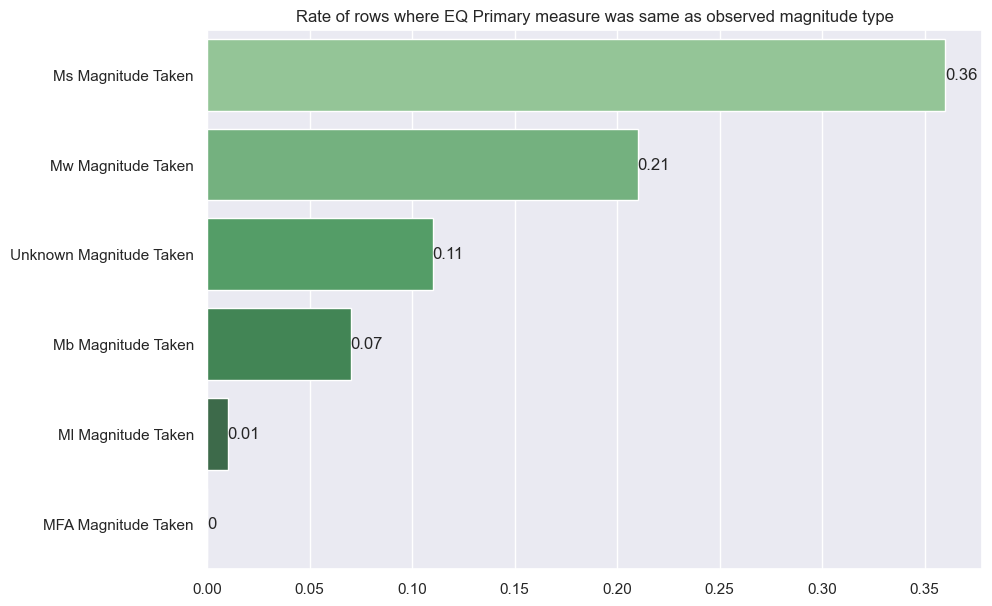 Rate of rows where EQ Primary measure was same as observed magnitude type
Ms Magnitude Taken
0.36
Mw Magnitude Taken
0.21
Unknown Magnitude Taken
0.11
Mb Magnitude Taken
0.07
Ml Magnitude Taken
0.01
MFA Magnitude Taken
0
0.00 0.05 0.10 0.15 0.20 0.25 0.30 0.35